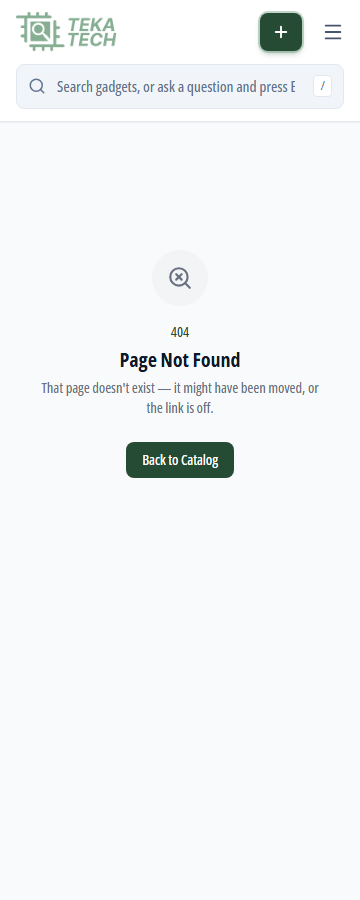 TEKA
TECH
+
Search gadgets, or ask a question and press E
/
404
Page Not Found
That page doesn't exist — it might have been moved, or
the link is off.
Back to Catalog